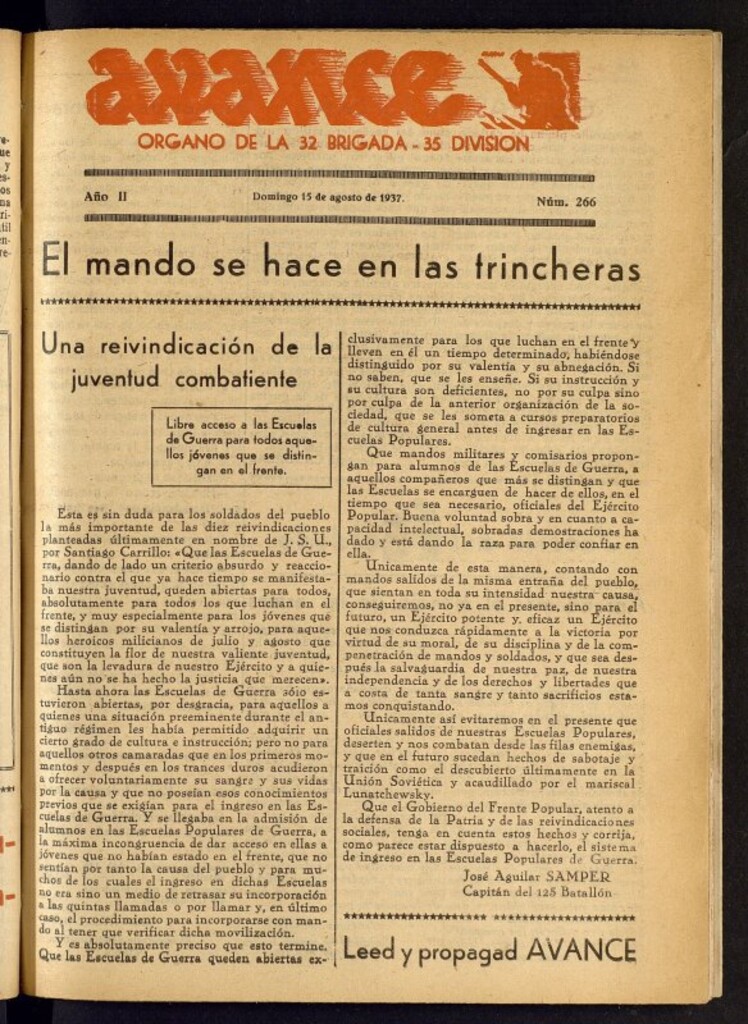 avance
ORGANO DE LA 32 BRIGADA - 35 DIVISION
Año II
Domingo 15 de agosto de 1937.
Núm. 266
El mando se hace en las trincheras
Una reivindicación de la
juventud combatiente
Libre acceso a las Escuelas
de Guerra para todos aque-
llos jóvenes que se distin-
gan en el frente.
Esta es sin duda para los soldados del pueblo
la más importante de las diez reivindicaciones
planteadas últimamente en nombre de J. S. U.,
por Santiago Carrillo: «Que las Escuelas de Gue-
rra, dando de lado un criterio absurdo y reaccio-
nario contra el que ya hace tiempo se manifesta-
ba nuestra juventud, queden abiertas para todos,
absolutamente para todos los que luchan en el
frente, y muy especialmente para los jóvenes que
se distingan por su valentía y arrojo, para aque-
llos heroicos milicianos de julio y agosto que
constituyen la flor de nuestra valiente juventud,
que son la levadura de nuestro Ejército y a quie-
nes aún no se ha hecho la justicia que merecen».
Hasta ahora las Escuelas de Guerra sólo es-
tuvieron abiertas, por desgracia, para aquellos a
quienes una situación preeminente durante el an-
tiguo régimen les había permitido adquirir un
cierto grado de cultura e instrucción; pero no para
aquellos otros camaradas que en los primeros mo-
mentos y después en los trances duros acudieron
a ofrecer voluntariamente su sangre y sus vidas
por la causa y que no poseían esos conocimientos
previos que se exigían para el ingreso en las Es-
cuelas de Guerra. Y se llegaba en la admisión de
alumnos en las Escuelas Populares de Guerra, a
la máxima incongruencia de dar acceso en ellas a
jóvenes que no habían estado en el frente, que no
sentían por tanto la causa del pueblo y para mu-
chos de los cuales el ingreso en dichas Escuelas
no era sino un medio de retrasar su incorporación
a las quintas llamadas o por llamar y, en último
caso, el procedimiento para incorporarse con man-
do al tener que verificar dicha movilización.
Y es absolutamente preciso que esto termine.
Que las Escuelas de Guerra queden abiertas ex-
clusivamente para los que luchan en el frente y
lleven en él un tiempo determinado, habiéndose
distinguido por su valentía y su abnegación. Si
no saben, que se les enseñe. Si su instrucción y
su cultura son deficientes, no por su culpa sino
por culpa de la anterior organización de la so-
ciedad, que se les someta a cursos preparatorios
de cultura general antes de ingresar en las Es-
cuelas Populares.
Que mandos militares y comisarios propon-
gan para alumnos de las Escuelas de Guerra, a
aquellos compañeros que más se distingan y que
las Escuelas se encarguen de hacer de ellos, en el
tiempo que sea necesario, oficiales del Ejército
Popular. Buena voluntad sobra y en cuanto a ca-
pacidad intelectual, sobradas demostraciones ha
dado y está dando la raza para poder confiar en
ella.
Unicamente de esta manera, contando con
mandos salidos de la misma entraña del pueblo,
que sientan en toda su intensidad nuestra causa,
conseguiremos, no ya en el presente, sino para el
futuro, un Ejército potente y eficaz un Ejército
que nos conduzca rápidamente a la victoria por
virtud de su moral, de su disciplina y de la com-
penetración de mandos y soldados, y que sea des-
pués la salvaguardia de nuestra paz, de nuestra
independencia y de los derechos y libertades que
a costa de tanta sangre y tanto sacrificios esta-
mos conquistando.
Unicamente así evitaremos en el presente que
oficiales salidos de nuestras Escuelas Populares,
deserten y nos combatan desde las filas enemigas,
y que en el futuro sucedan hechos de sabotaje y
traición como el descubierto últimamente en la
Unión Soviética y acaudillado por el mariscal
Lunatchewsky.
Que el Gobierno del Frente Popular, atento a
la defensa de la Patria y de las reivindicaciones
sociales, tenga en cuenta estos hechos y corrija,
como parece estar dispuesto a hacerlo, el sistema
de ingreso en las Escuelas Populares de Guerra.
José Aguilar SAMPER
Capitán del 125 Batallón
Leed y propagad AVANCE